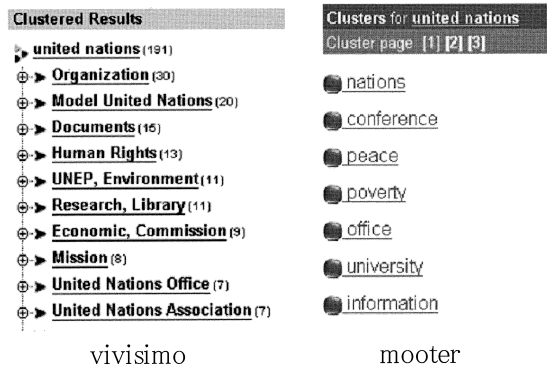 Clustered Results
united nations (191)
Organization (30)
Model United Nations (20)
Documents (15)
Human Rights (13)
UNEP, Environment (11)
Research, Library (11)
Economic, Commission (9)
Mission (8)
United Nations Office (7)
United Nations Association (7)
vivisimo
Clusters for united nations
Cluster page [1] [2] [3]
nations
conference
peace
poverty
office
university
information
mooter